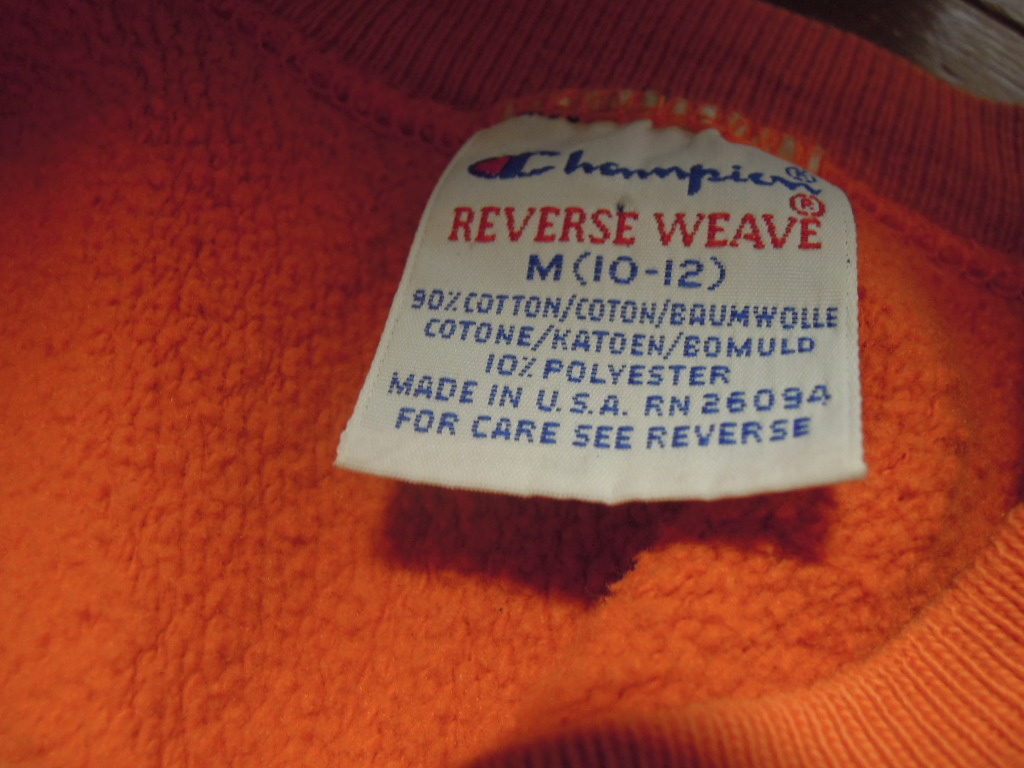 Champion®
REVERSE WEAVE®
M (10-12)
90% COTTON/COTON/BAUMWOLLE
COTONE/KATOEN/BOMULD
10% POLYESTER
MADE IN U.S.A. RN 26094
FOR CARE SEE REVERSE